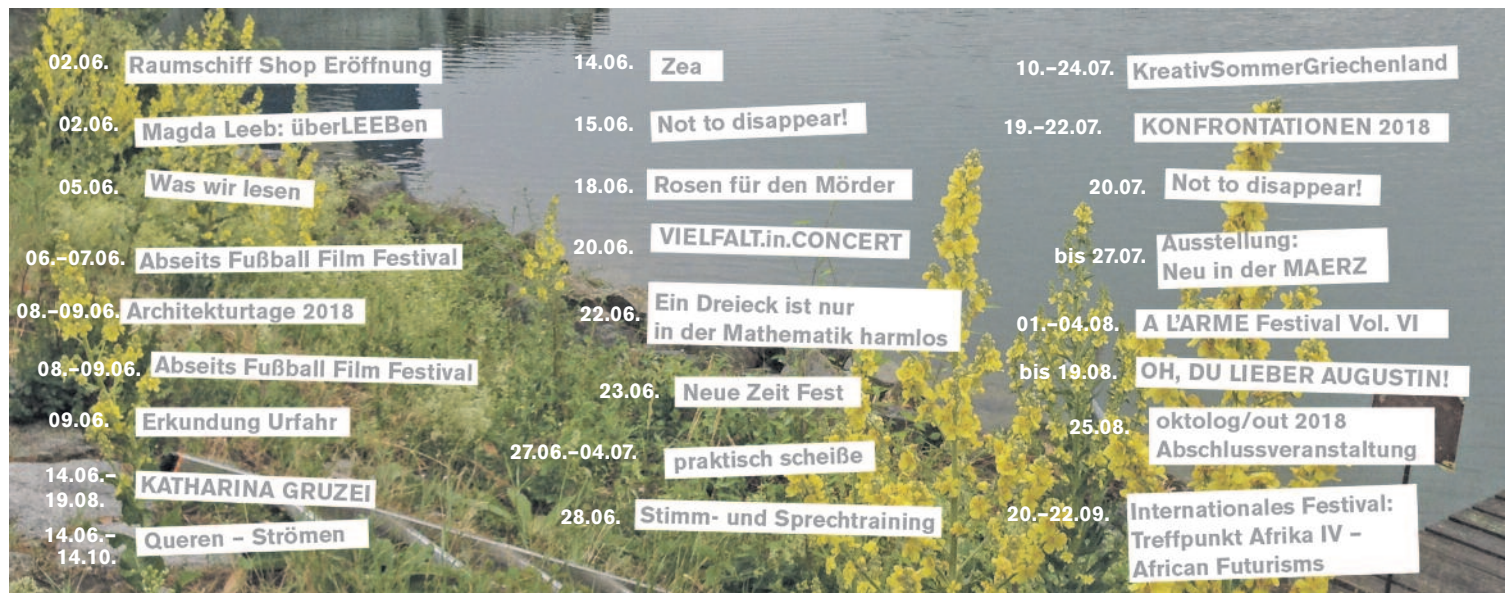 02.06. Raumschiff Shop Eröffnung
02.06. Magda Leeb: überLEEBen
05.06. Was wir lesen
06.–07.06. Abseits Fußball Film Festival
08.–09.06. Architekturtage 2018
08.–09.06. Abseits Fußball Film Festival
09.06. Erkundung Urfahr
14.06.–
19.08.
KATHARINA GRUZEI
14.06.–
14.10.
Queren – Strömen
14.06. Zea
15.06. Not to disappear!
18.06. Rosen für den Mörder
20.06. VIELFALT.in.CONCERT
22.06. Ein Dreieck ist nur
in der Mathematik harmlos
23.06. Neue Zeit Fest
27.06.–04.07. praktisch scheiße
28.06. Stimm- und Sprechtraining
10.–24.07. KreativSommerGriechenland
19.–22.07. KONFRONTATIONEN 2018
20.07. Not to disappear!
bis 27.07. Ausstellung:
Neu in der MAERZ
01.–04.08. A L’ARME Festival Vol. VI
bis 19.08. OH, DU LIEBER AUGUSTIN!
25.08. oktolog/out 2018
Abschlussveranstaltung
20.–22.09. Internationales Festival:
Treffpunkt Afrika IV –
African Futurisms